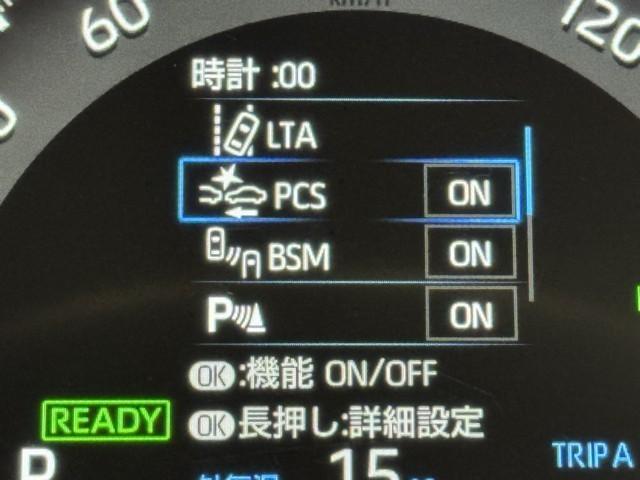 60
120
時計 :00
LTA
PCS ON
BSM ON
P ON
OK:機能 ON/OFF
READY
OK長押し:詳細設定
TRIP A
P
15